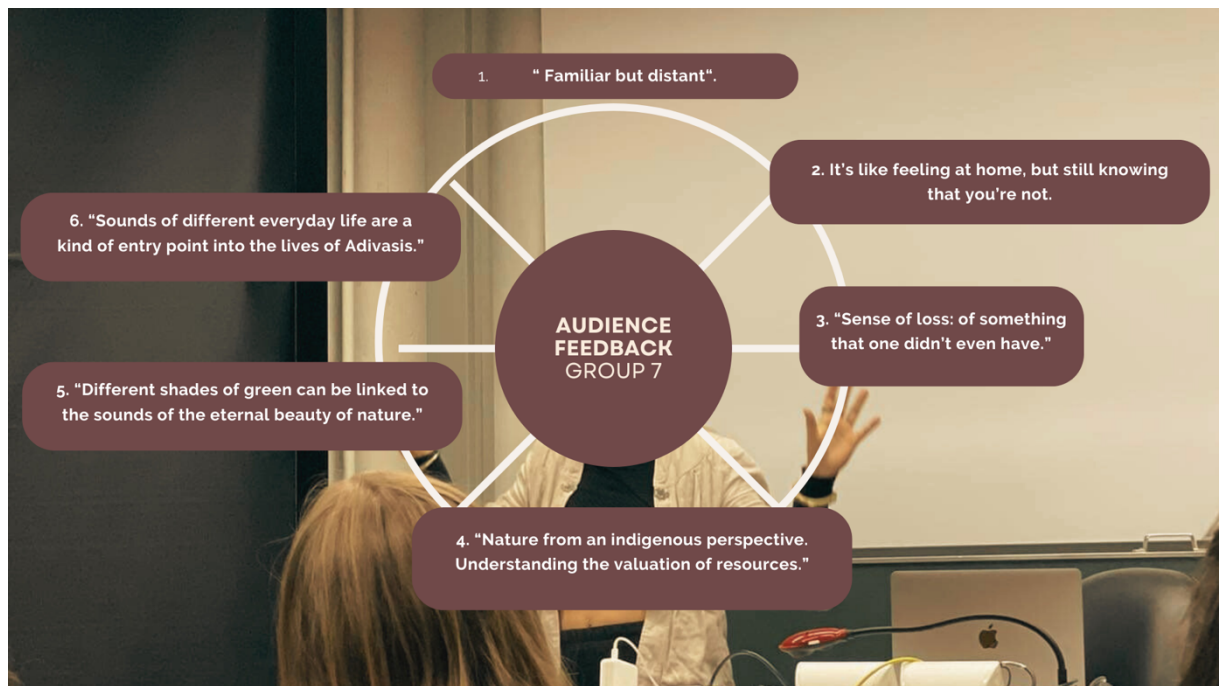 1. “ Familiar but distant“.
2. It’s like feeling at home, but still knowing
that you’re not.
3. “Sense of loss: of something
that one didn’t even have.”
4. “Nature from an indigenous perspective.
Understanding the valuation of resources.”
5. “Different shades of green can be linked to
the sounds of the eternal beauty of nature.”
6. “Sounds of different everyday life are a
kind of entry point into the lives of Adivasis.”
AUDIENCE
FEEDBACK
GROUP 7